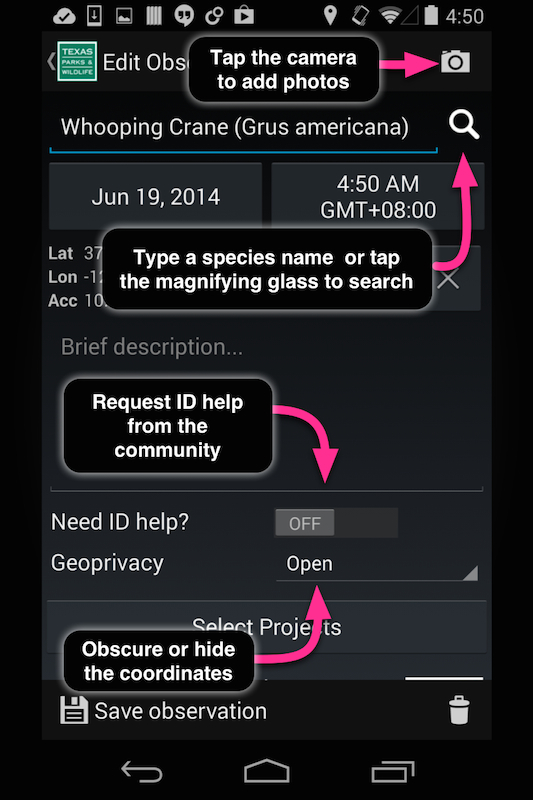 4:50
TEXAS
PARKS &
WILDLIFE
Edit Obs
Tap the camera
to add photos
Whooping Crane (Grus americana)
Jun 19, 2014
4:50 AM
GMT+08:00
Lat 37
Lon -12
Acc 10.
Type a species name or tap
the magnifying glass to search
Brief description...
Request ID help
from the
community
Need ID help?
OFF
Geoprivacy
Open
Select Projects
Obscure or hide
the coordinates
Save observation